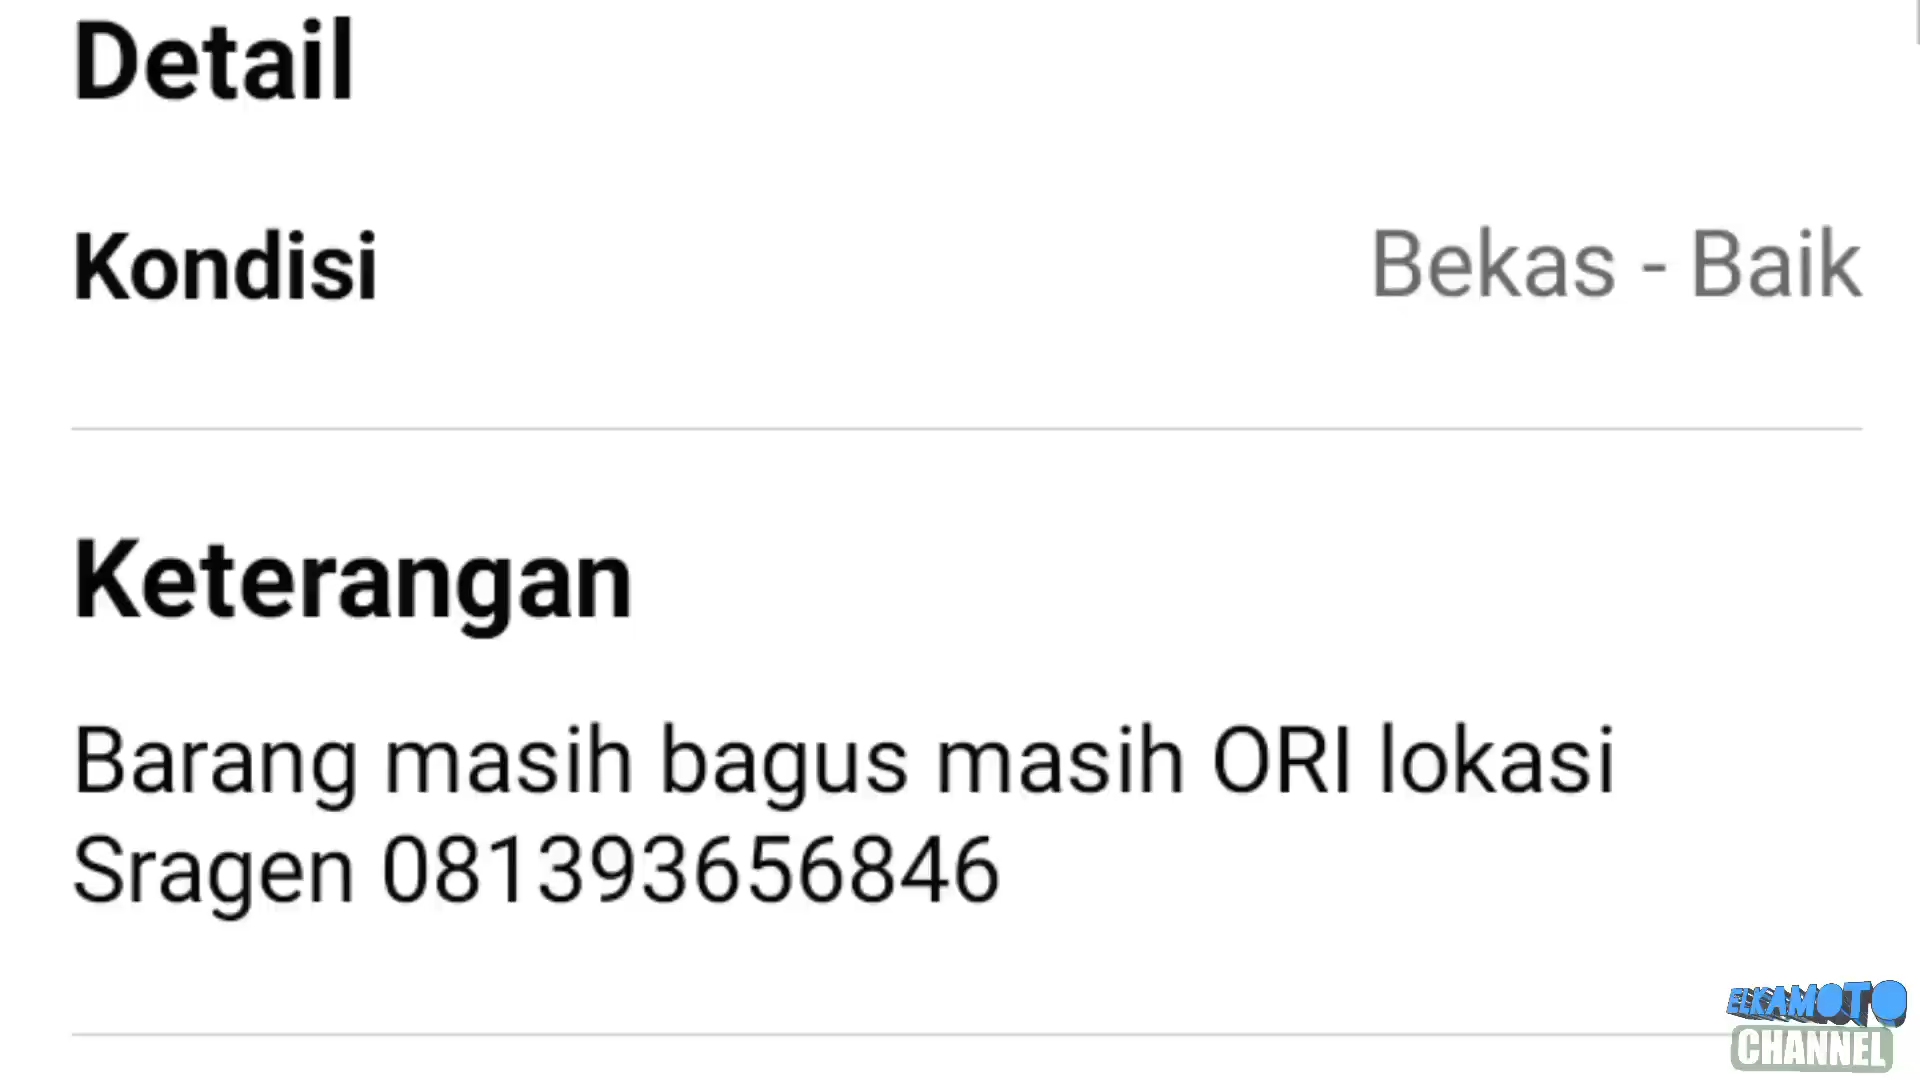 Detail
Kondisi Bekas - Baik
Keterangan
Barang masih bagus masih ORI lokasi
Sragen 081393656846
ELKAMOTO
CHANNEL